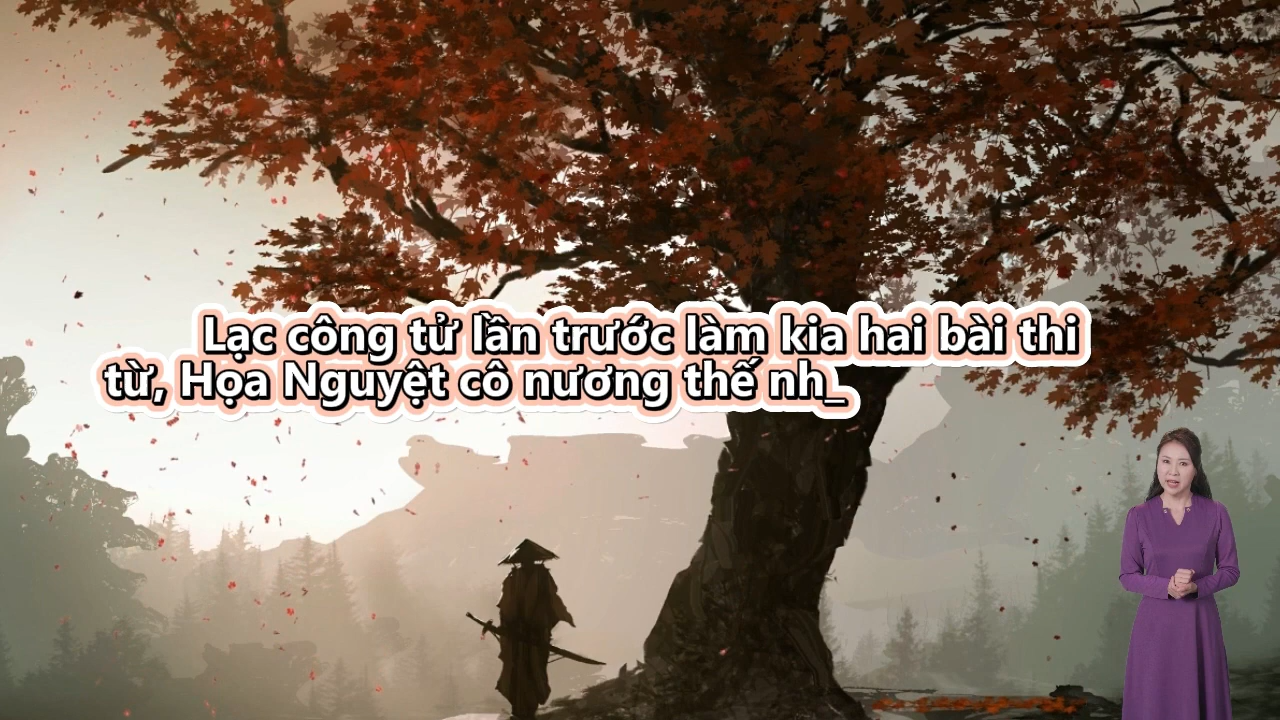 Lạc công tử lần trước làm kia hai bài thi
từ, Họa Nguyệt cô nương thế nh_